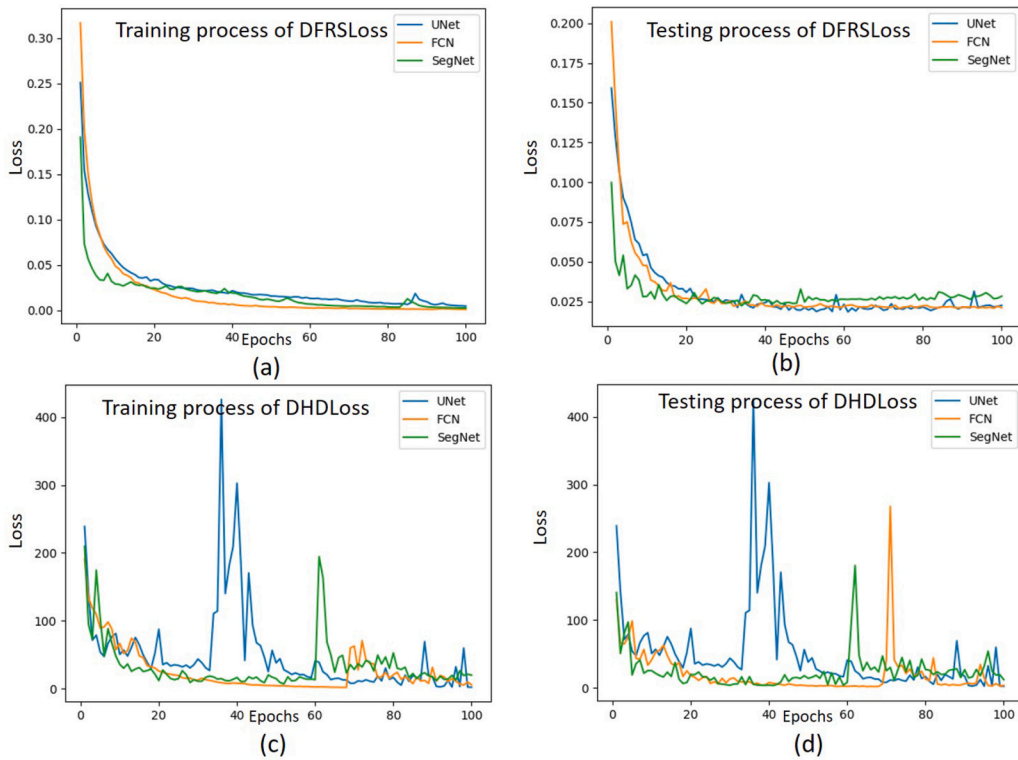 Training process of DFRSLoss
UNet
FCN
SegNet
0.30
0.25
0.20
0.15
0.10
0.05
0.00
Loss
0
20
40
60
80
100
Epochs
(a)
Testing process of DFRSLoss
UNet
FCN
SegNet
0.200
0.175
0.150
0.125
0.100
0.075
0.050
0.025
Loss
0
20
40
60
80
100
Epochs
(b)
Training process of DHDLoss
UNet
FCN
SegNet
400
300
200
100
0
Loss
0
20
40
60
80
100
Epochs
(c)
Testing process of DHDLoss
UNet
FCN
SegNet
400
300
200
100
0
Loss
0
20
40
60
80
100
Epochs
(d)